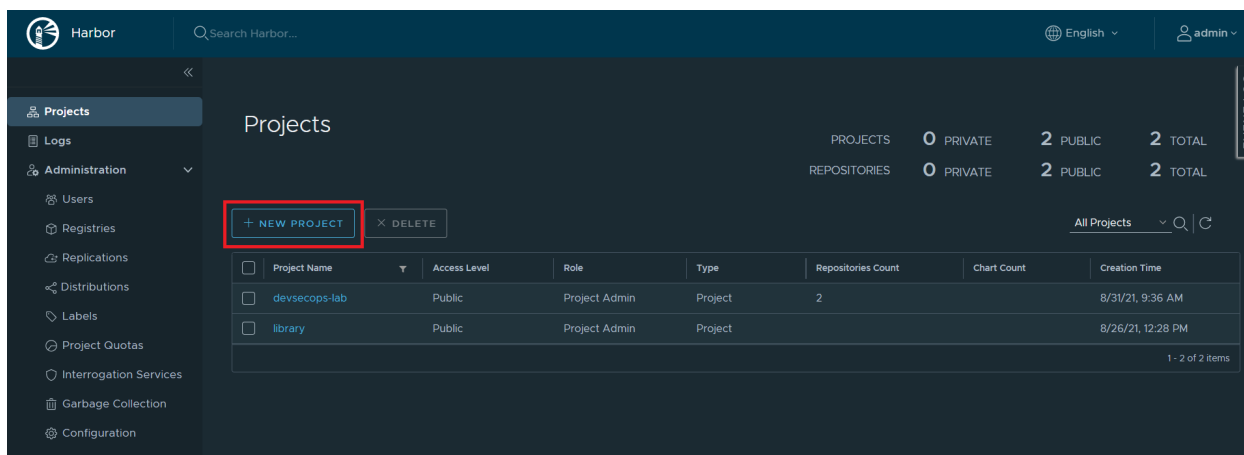 Harbor Search Harbor... English admin
Projects
Logs
Administration
Users
Registries
Replications
Distributions
Labels
Project Quotas
Interrogation Services
Garbage Collection
Configuration
Projects
PROJECTS 0 PRIVATE 2 PUBLIC 2 TOTAL
REPOSITORIES 0 PRIVATE 2 PUBLIC 2 TOTAL
+ NEW PROJECT × DELETE All Projects
Project Name Access Level Role Type Repositories Count Chart Count Creation Time
devsecops-lab Public Project Admin Project 2 8/31/21, 9:36 AM
library Public Project Admin Project 8/26/21, 12:28 PM
1 - 2 of 2 items